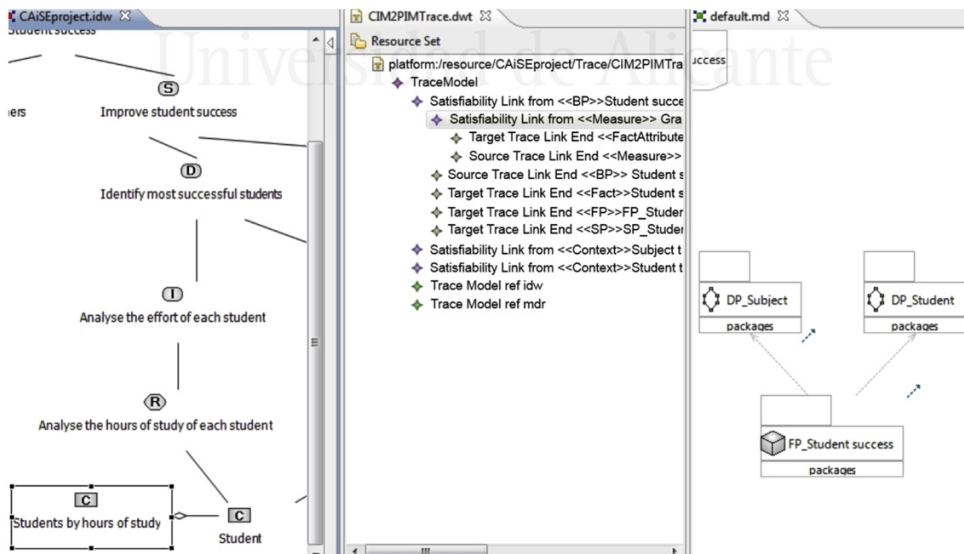 CAiSEproject.idw
CIM2PIMTrace.dwt
default.md
Universidad de Alicante
Student success
S
Improve student success
D
Identify most successful students
I
Analyse the effort of each student
R
Analyse the hours of study of each student
C
Students by hours of study
C
Student
Resource Set
platform:/resource/CAiSEproject/Trace/CIM2PIMTra
TraceModel
Satisfiability Link from <<BP>>Student succe
Satisfiability Link from <<Measure>> Gra
Target Trace Link End <<FactAttribute
Source Trace Link End <<Measure>>
Source Trace Link End <<BP>> Student s
Target Trace Link End <<Fact>>Student s
Target Trace Link End <<FP>>FP_Studer
Target Trace Link End <<SP>>SP_Studer
Satisfiability Link from <<Context>>Subject t
Satisfiability Link from <<Context>>Student t
Trace Model ref idw
Trace Model ref mdr
uccess
DP_Subject
packages
DP_Student
packages
FP_Student success
packages